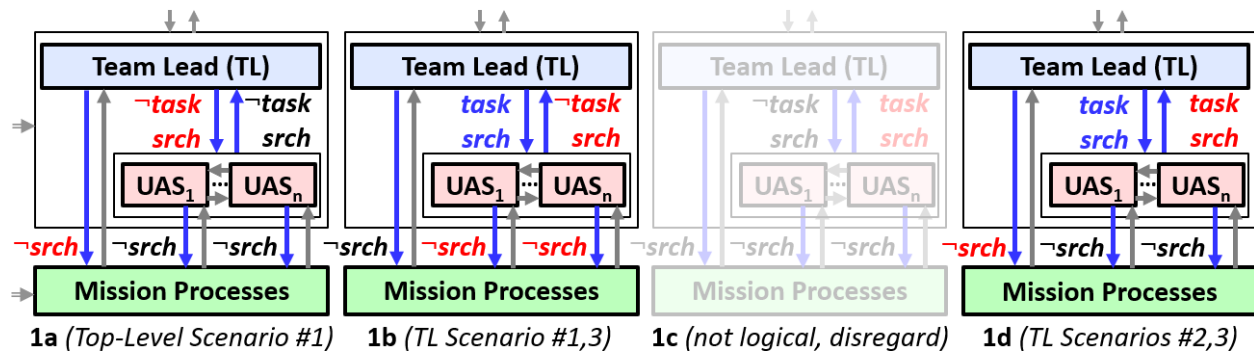 Team Lead (TL) Team Lead (TL) Team Lead (TL) Team Lead (TL)
¬task ¬task task ¬task ¬task task task task
srch srch srch srch srch srch srch srch
UAS1 ... UASn UAS1 ... UASn UAS1 ... UASn UAS1 ... UASn
¬srch ¬srch ¬srch ¬srch ¬srch ¬srch ¬srch ¬srch ¬srch ¬srch ¬srch ¬srch
Mission Processes Mission Processes Mission Processes Mission Processes
1a (Top-Level Scenario #1) 1b (TL Scenario #1,3) 1c (not logical, disregard) 1d (TL Scenarios #2,3)